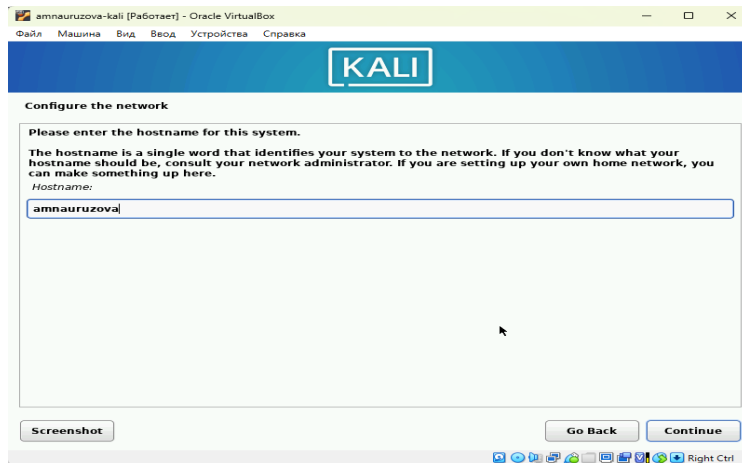 amnauruzova-kali [Работает] - Oracle VirtualBox
Файл Машина Вид Ввод Устройства Справка
KALI
Configure the network
Please enter the hostname for this system.
The hostname is a single word that identifies your system to the network. If you don't know what your
hostname should be, consult your network administrator. If you are setting up your own home network, you
can make something up here.
Hostname:
amnauruzova
Screenshot Go Back Continue
Right Ctrl